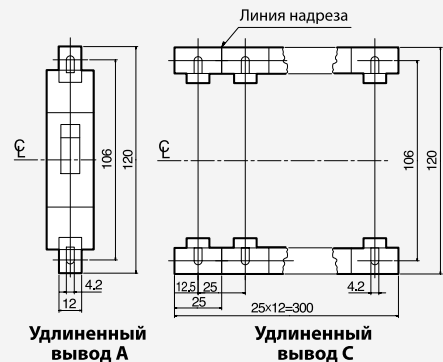 Линия надреза
℄
106
120
4.2
12
℄
106
120
12,5
25
4.2
25
25×12=300
Удлиненный
вывод A
Удлиненный
вывод C